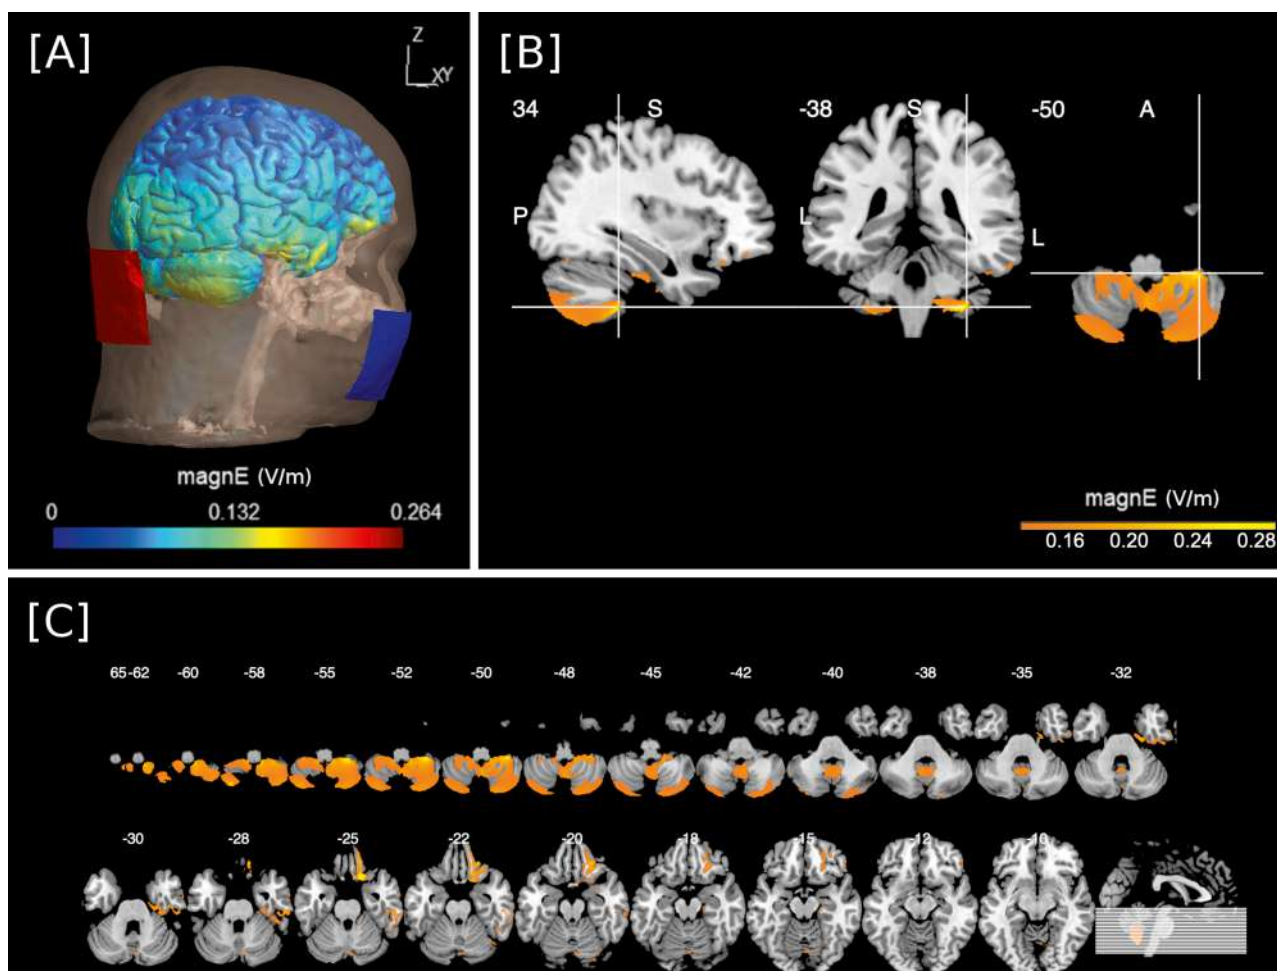 [A]
Z
XY
magnE (V/m)
0 0.132 0.264
[B]
34 S -38 S -50 A
P L L
magnE (V/m)
0.16 0.20 0.24 0.28
[C]
65 -62 -60 -58 -55 -52 -50 -48 -45 -42 -40 -38 -35 -32
-30 -28 -25 -22 -20 -18 -15 -12 -10